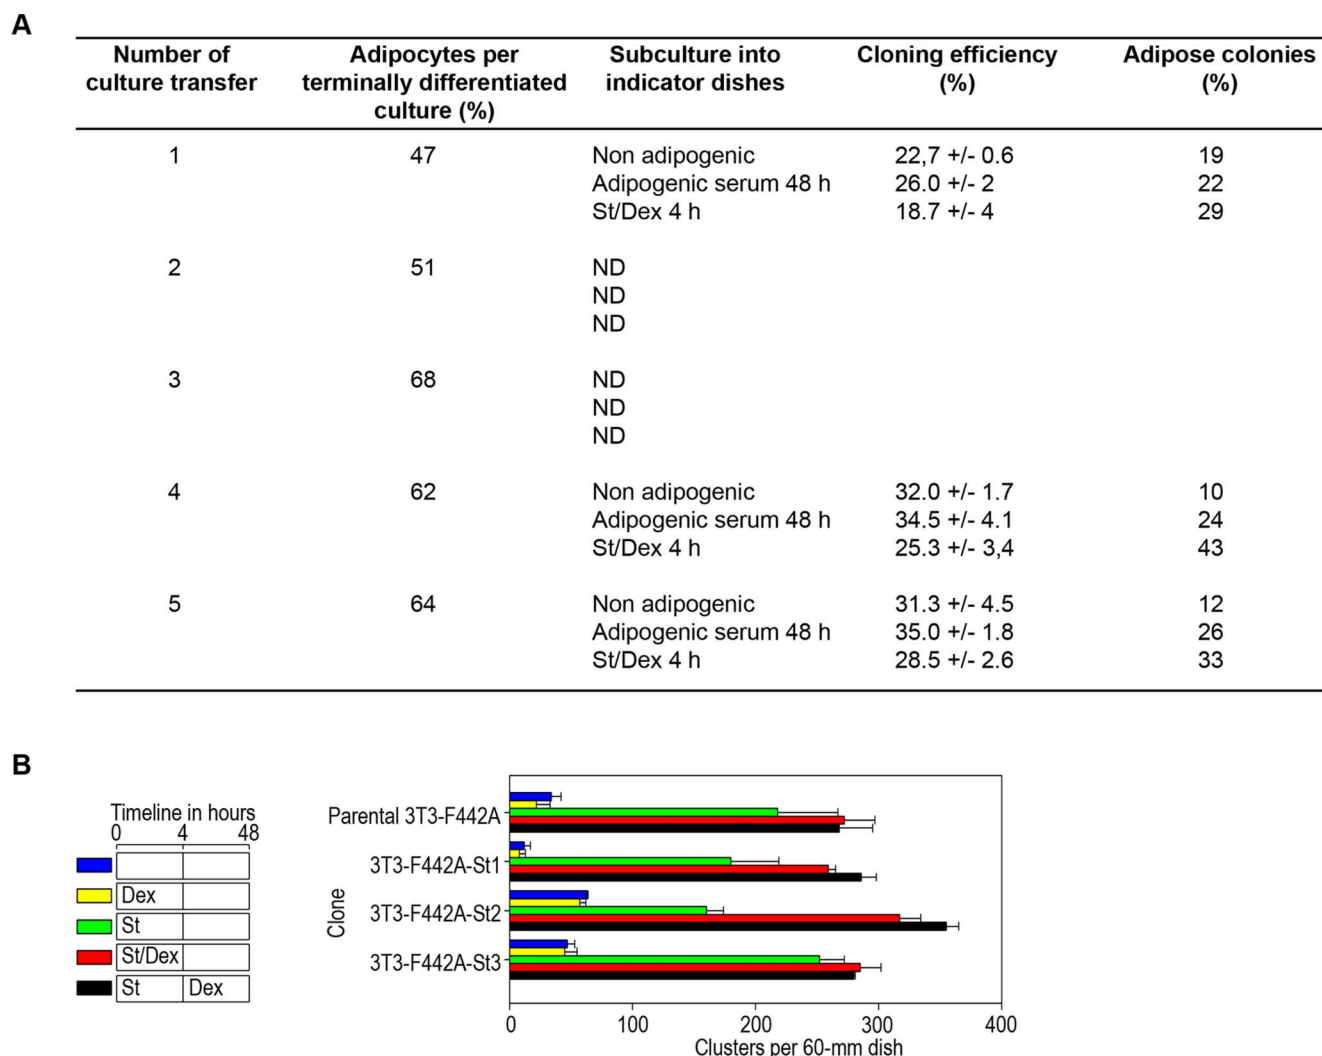 A
Number of culture transfer Adipocytes per terminally differentiated culture (%) Subculture into indicator dishes Cloning efficiency (%) Adipose colonies (%)
1 47 Non adipogenic 22,7 +/- 0.6 19
Adipogenic serum 48 h 26.0 +/- 2 22
St/Dex 4 h 18.7 +/- 4 29
2 51 ND
ND
ND
3 68 ND
ND
ND
4 62 Non adipogenic 32.0 +/- 1.7 10
Adipogenic serum 48 h 34.5 +/- 4.1 24
St/Dex 4 h 25.3 +/- 3,4 43
5 64 Non adipogenic 31.3 +/- 4.5 12
Adipogenic serum 48 h 35.0 +/- 1.8 26
St/Dex 4 h 28.5 +/- 2.6 33
B
Timeline in hours
0 4 48
Dex
St
St/Dex
St Dex
Clone
Parental 3T3-F442A
3T3-F442A-St1
3T3-F442A-St2
3T3-F442A-St3
0 100 200 300 400
Clusters per 60-mm dish